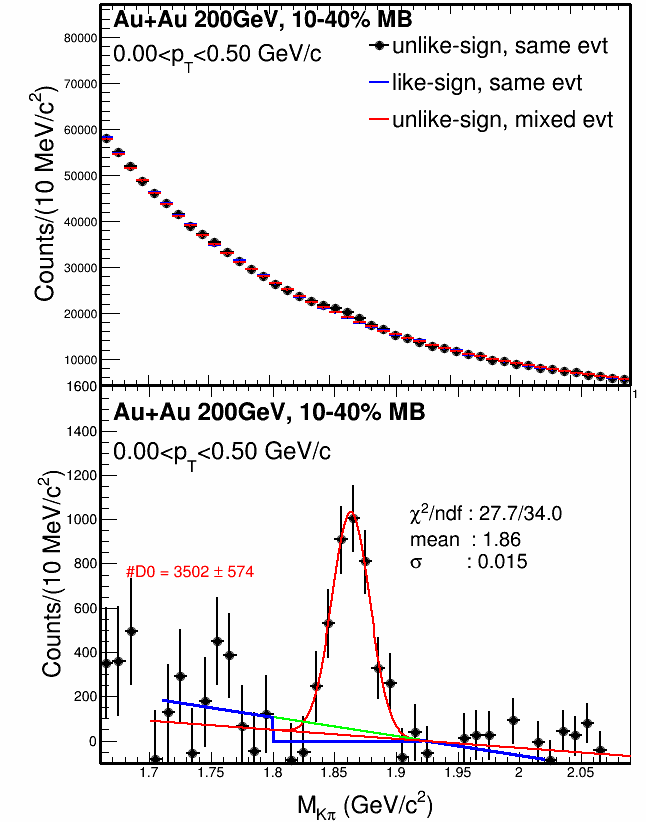 Au+Au 200GeV, 10-40% MB
0.00<pT<0.50 GeV/c
unlike-sign, same evt
like-sign, same evt
unlike-sign, mixed evt
Counts/(10 MeV/c²)
80000
70000
60000
50000
40000
30000
20000
10000
1
1600
Au+Au 200GeV, 10-40% MB
0.00<pT<0.50 GeV/c
1400
1200
1000
800
600
400
200
0
Counts/(10 MeV/c²)
χ²/ndf : 27.7/34.0
mean : 1.86
σ : 0.015
#D0 = 3502 ± 574
1.7 1.75 1.8 1.85 1.9 1.95 2 2.05
MKπ (GeV/c²)